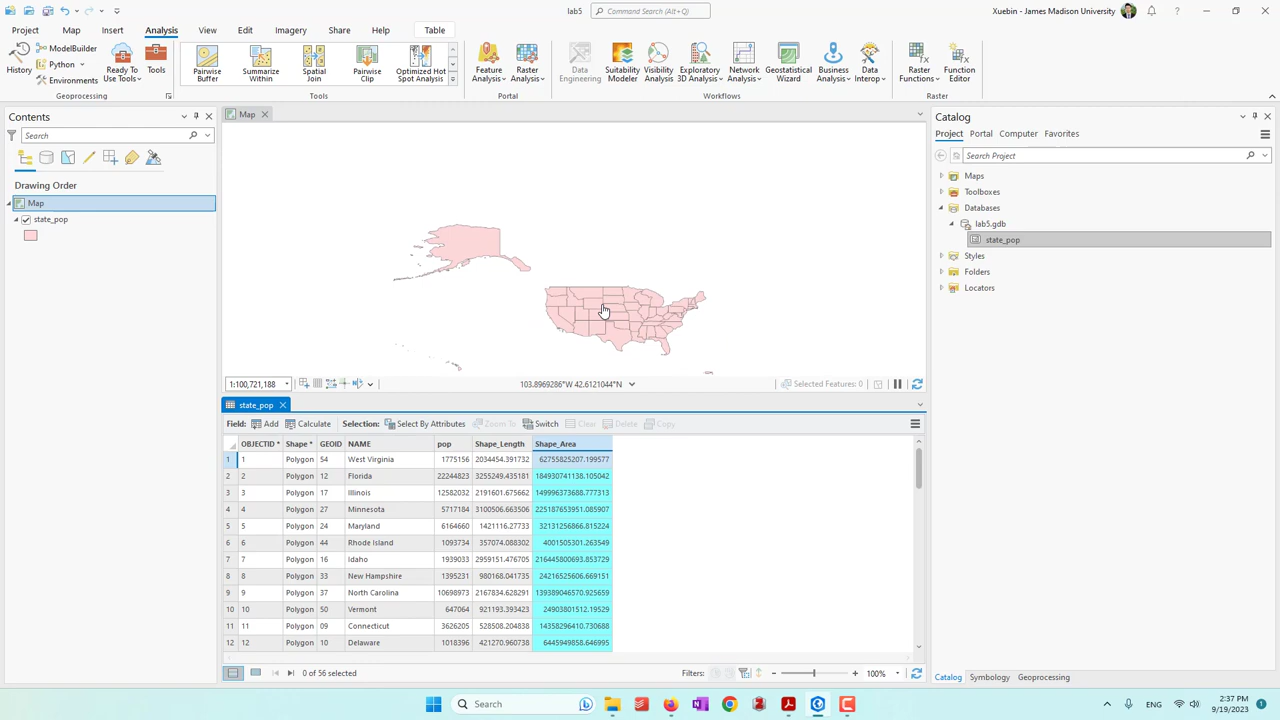 lab5
Command Search (Alt+Q)
Xuebin - James Madison University
Project
Map
Insert
Analysis
View
Edit
Imagery
Share
Help
Table
History
ModelBuilder
Python
Environments
Ready To Use Tools
Tools
Geoprocessing
Pairwise Buffer
Summarize Within
Spatial Join
Pairwise Clip
Optimized Hot Spot Analysis
Tools
Feature Analysis
Raster Analysis
Portal
Data Engineering
Suitability Modeler
Visibility Analysis
Exploratory 3D Analysis
Network Analysis
Geostatistical Wizard
Business Analysis
Data Interop
Workflows
Raster Functions
Function Editor
Raster
Contents
Search
Drawing Order
Map
state_pop
Map
1:100,721,188
103.8969286°W 42.6121044°N
Selected Features: 0
state_pop
Field: Add Calculate Selection: Select By Attributes Zoom To Switch Clear Delete Copy
OBJECTID * Shape * GEOID NAME pop Shape_Length Shape_Area
1 1 Polygon 54 West Virginia 1775156 2034454.391732 62755825207.199577
2 2 Polygon 12 Florida 22244823 3255249.435181 184930741138.105042
3 3 Polygon 17 Illinois 12582032 2191601.675662 149996373688.777313
4 4 Polygon 27 Minnesota 5717184 3100506.663506 225187653951.085907
5 5 Polygon 24 Maryland 6164660 1421116.27733 32131256866.815224
6 6 Polygon 44 Rhode Island 1093734 357074.088302 4001505301.263549
7 7 Polygon 16 Idaho 1939033 2959151.476705 216445800693.853729
8 8 Polygon 33 New Hampshire 1395231 980168.041735 24216525606.669151
9 9 Polygon 37 North Carolina 10698973 2167834.628291 139389046570.925659
10 10 Polygon 50 Vermont 647064 921193.393423 24903801512.19529
11 11 Polygon 09 Connecticut 3626205 528508.204838 14358296410.730688
12 12 Polygon 10 Delaware 1018396 421270.960738 6445949858.646995
0 of 56 selected
Filters:
100%
Catalog
Project Portal Computer Favorites
Search Project
Maps
Toolboxes
Databases
lab5.gdb
state_pop
Styles
Folders
Locators
Catalog Symbology Geoprocessing
Search
ENG
2:37 PM
9/19/2023